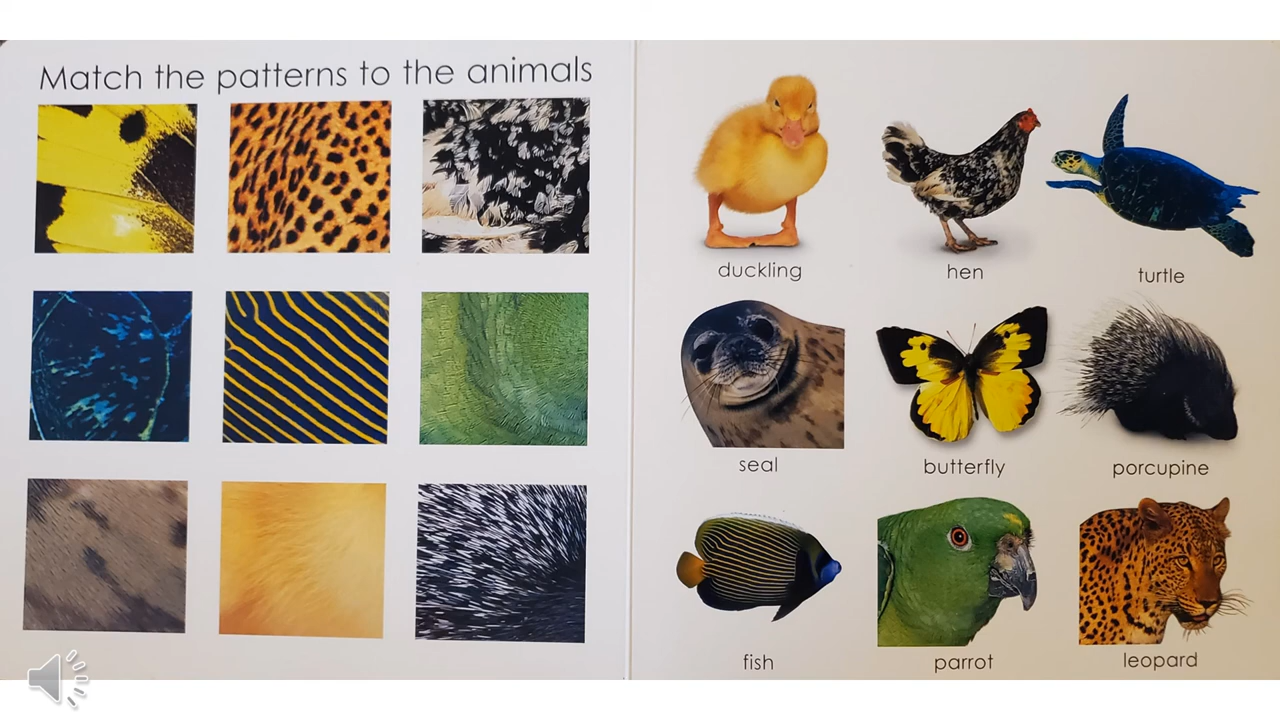 Match the patterns to the animals
duckling
hen
turtle
seal
butterfly
porcupine
fish
parrot
leopard